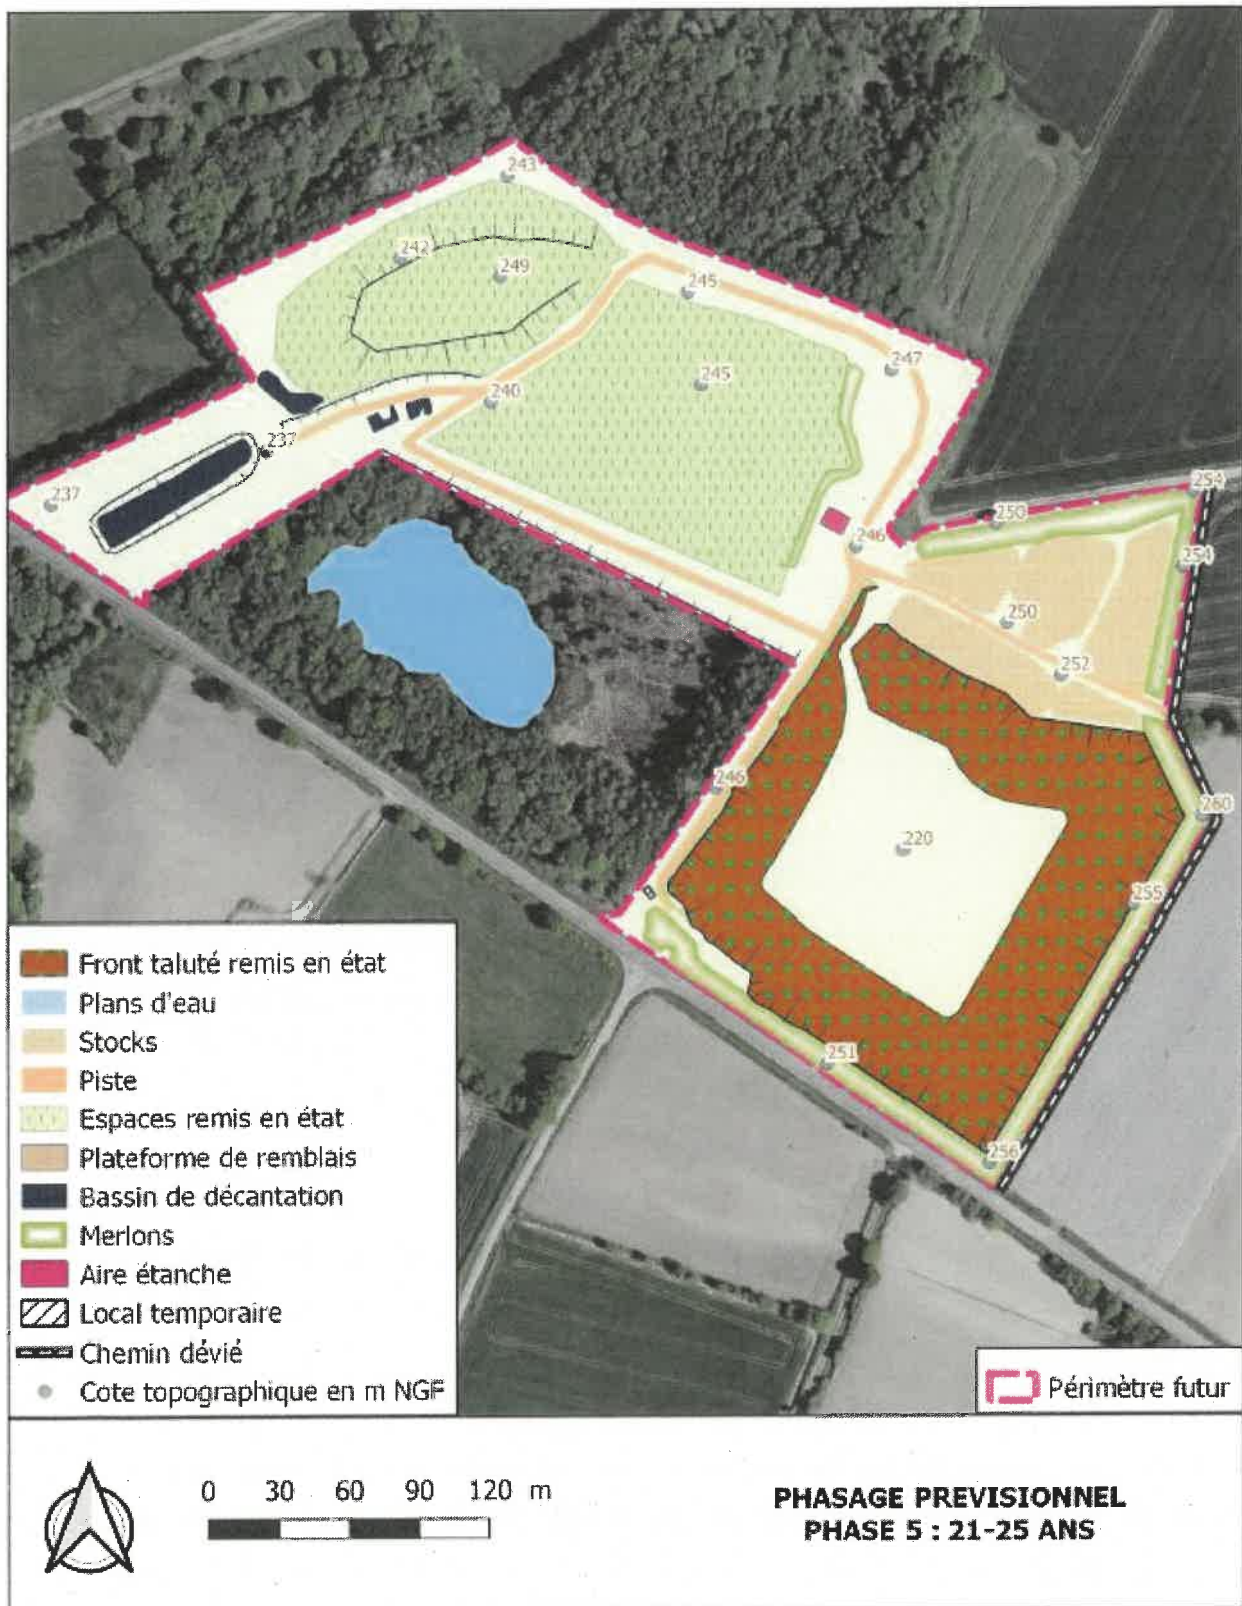 243
242
249
245
247
245
240
237
237
254
250
246
254
250
252
246
260
220
255
251
256
Front taluté remis en état
Plans d'eau
Stocks
Piste
Espaces remis en état
Plateforme de remblais
Bassin de décantation
Merlons
Aire étanche
Local temporaire
Chemin dévié
Cote topographique en m NGF
Périmètre futur
0 30 60 90 120 m
PHASAGE PREVISIONNEL
PHASE 5 : 21-25 ANS